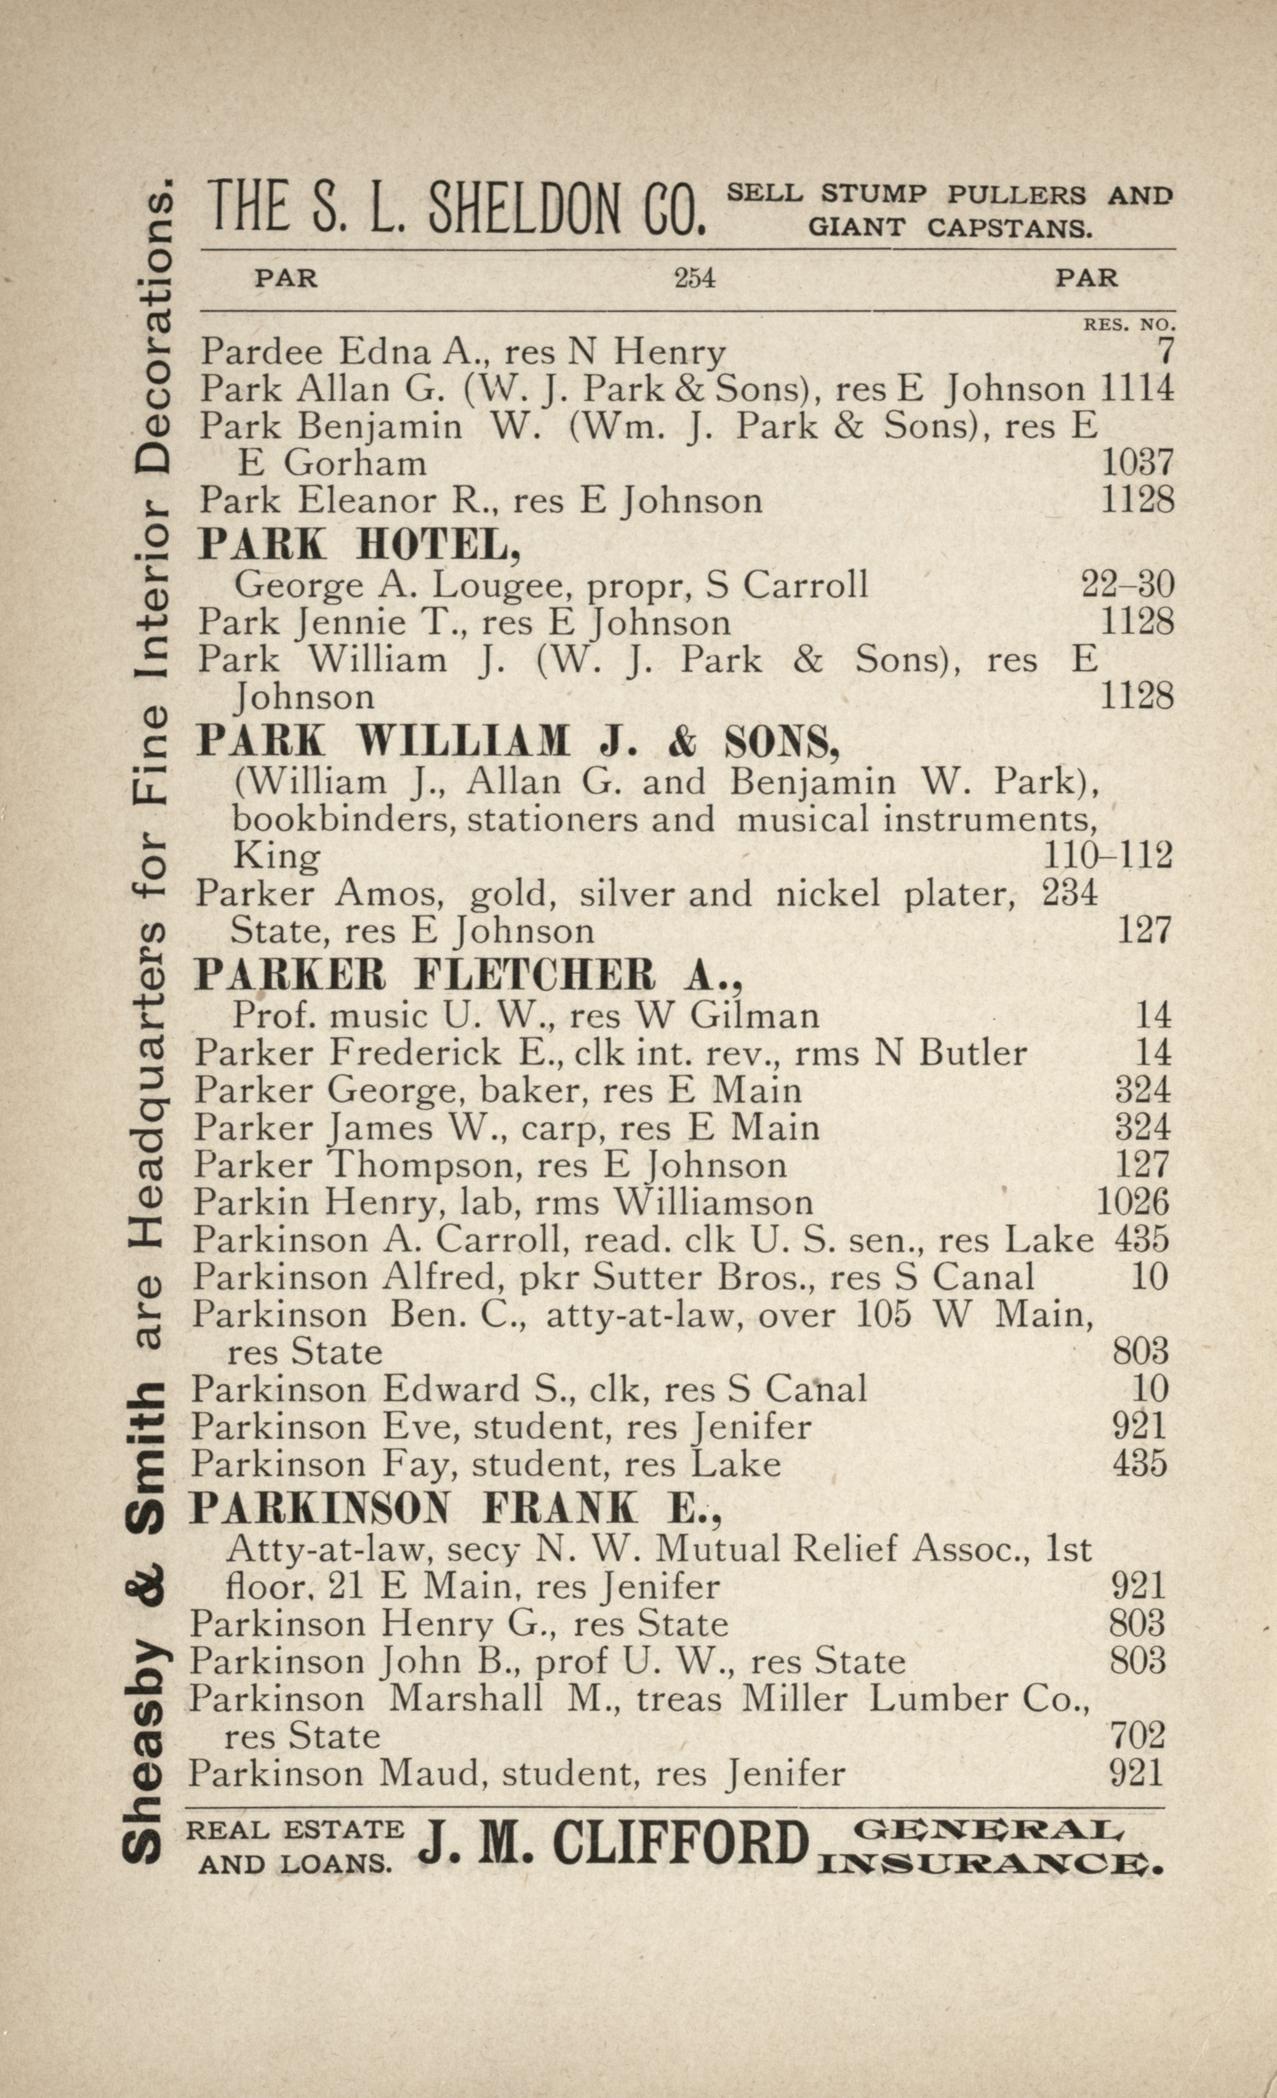 THE S. L. SHELDON CO. SELL STUMP PULLERS AND
GIANT CAPSTANS.
PAR 254 PAR
RES. NO.
Pardee Edna A., res N Henry 7
Park Allan G. (W. J. Park & Sons), res E Johnson 1114
Park Benjamin W. (Wm. J. Park & Sons), res E
E Gorham 1037
Park Eleanor R., res E Johnson 1128
PARK HOTEL,
George A. Lougee, propr, S Carroll 22–30
Park Jennie T., res E Johnson 1128
Park William J. (W. J. Park & Sons), res E
Johnson 1128
PARK WILLIAM J. & SONS,
(William J., Allan G. and Benjamin W. Park),
bookbinders, stationers and musical instruments,
King 110–112
Parker Amos, gold, silver and nickel plater, 234
State, res E Johnson 127
PARKER FLETCHER A.,
Prof. music U. W., res W Gilman 14
Parker Frederick E., clk int. rev., rms N Butler 14
Parker George, baker, res E Main 324
Parker James W., carp, res E Main 324
Parker Thompson, res E Johnson 127
Parkin Henry, lab, rms Williamson 1026
Parkinson A. Carroll, read. clk U. S. sen., res Lake 435
Parkinson Alfred, pkr Sutter Bros., res S Canal 10
Parkinson Ben. C., atty-at-law, over 105 W Main,
res State 803
Parkinson Edward S., clk, res S Canal 10
Parkinson Eve, student, res Jenifer 921
Parkinson Fay, student, res Lake 435
PARKINSON FRANK E.,
Atty-at-law, secy N. W. Mutual Relief Assoc., 1st
floor, 21 E Main, res Jenifer 921
Parkinson Henry G., res State 803
Parkinson John B., prof U. W., res State 803
Parkinson Marshall M., treas Miller Lumber Co.,
res State 702
Parkinson Maud, student, res Jenifer 921
REAL ESTATE AND LOANS. J. M. CLIFFORD GENERAL INSURANCE.
Sheasby & Smith are Headquarters for Fine Interior Decorations.